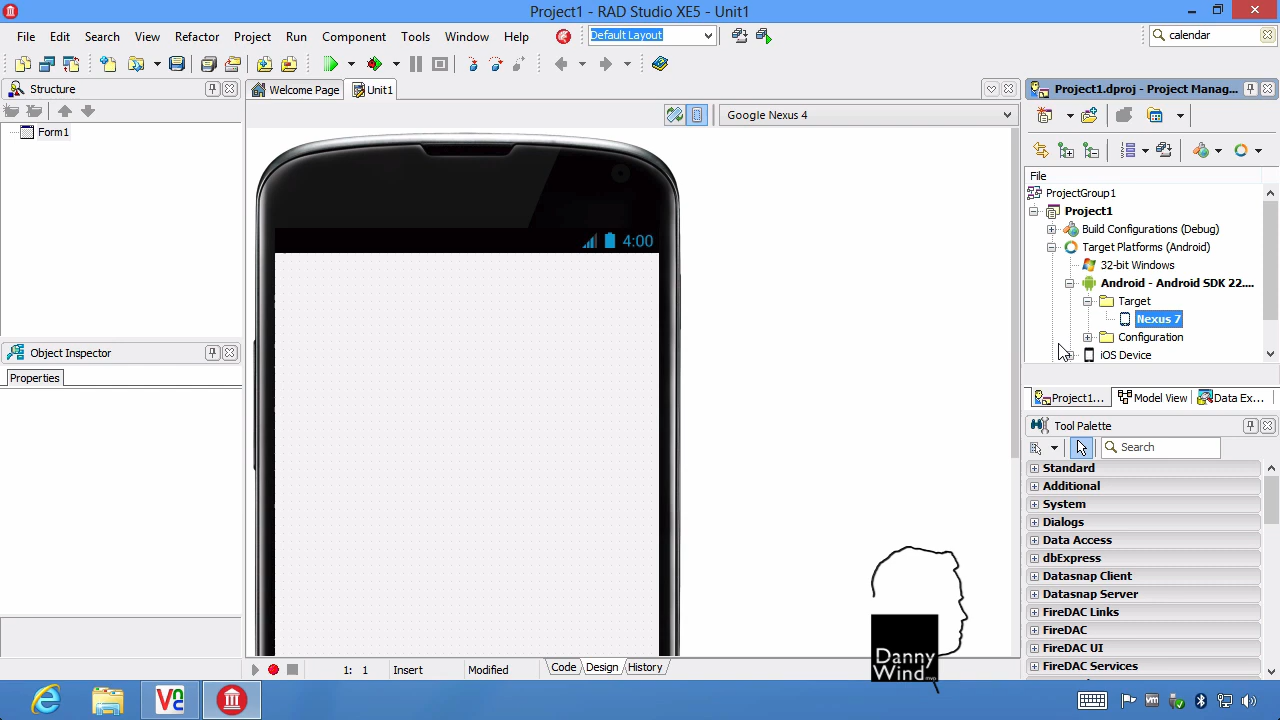 Project1 - RAD Studio XE5 - Unit1
File Edit Search View Refactor Project Run Component Tools Window Help
Default Layout
calendar
Structure
Form1
Welcome Page
Unit1
Google Nexus 4
4:00
Object Inspector
Properties
1: 1
Insert
Modified
Code
Design
History
Project1.dproj - Project Manag...
File
ProjectGroup1
Project1
Build Configurations (Debug)
Target Platforms (Android)
32-bit Windows
Android - Android SDK 22....
Target
Nexus 7
Configuration
iOS Device
Project1...
Model View
Data Ex...
Tool Palette
Search
Standard
Additional
System
Dialogs
Data Access
dbExpress
Datasnap Client
Datasnap Server
FireDAC Links
FireDAC
FireDAC UI
FireDAC Services
Danny
Wind